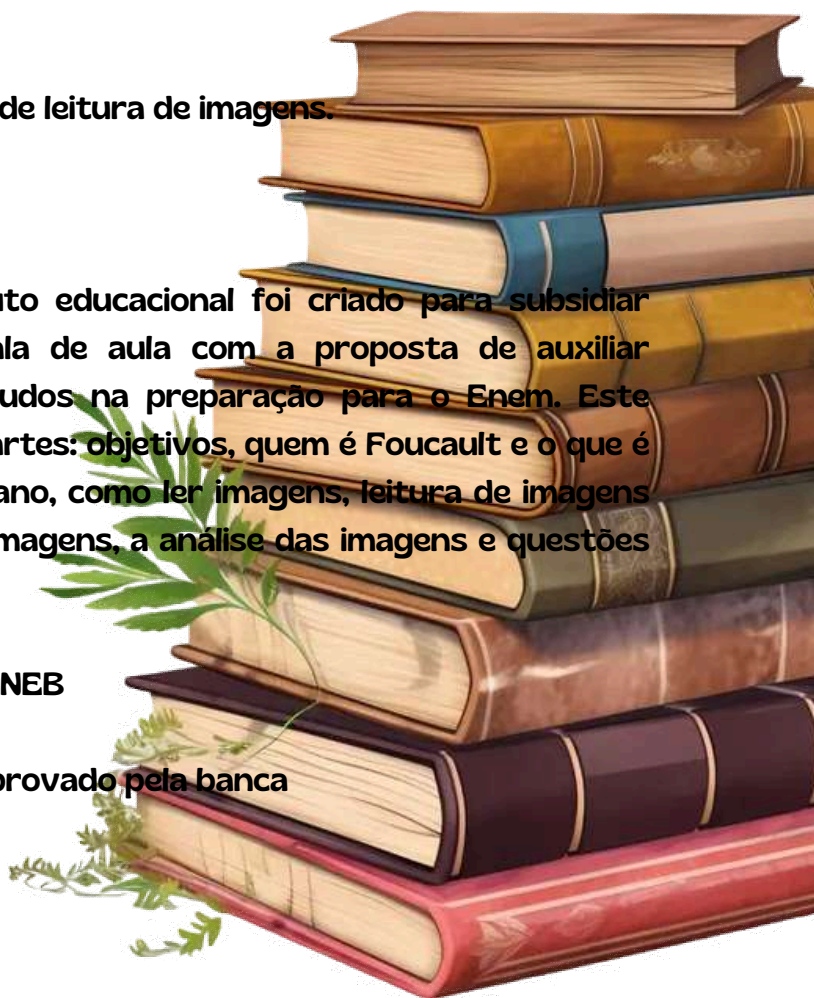 de leitura de imagens.
uto educacional foi criado para subsidiar
ala de aula com a proposta de auxiliar
udos na preparação para o Enem. Este
artes: objetivos, quem é Foucault e o que é
ano, como ler imagens, leitura de imagens
magens, a análise das imagens e questões
NEB
provado pela banca